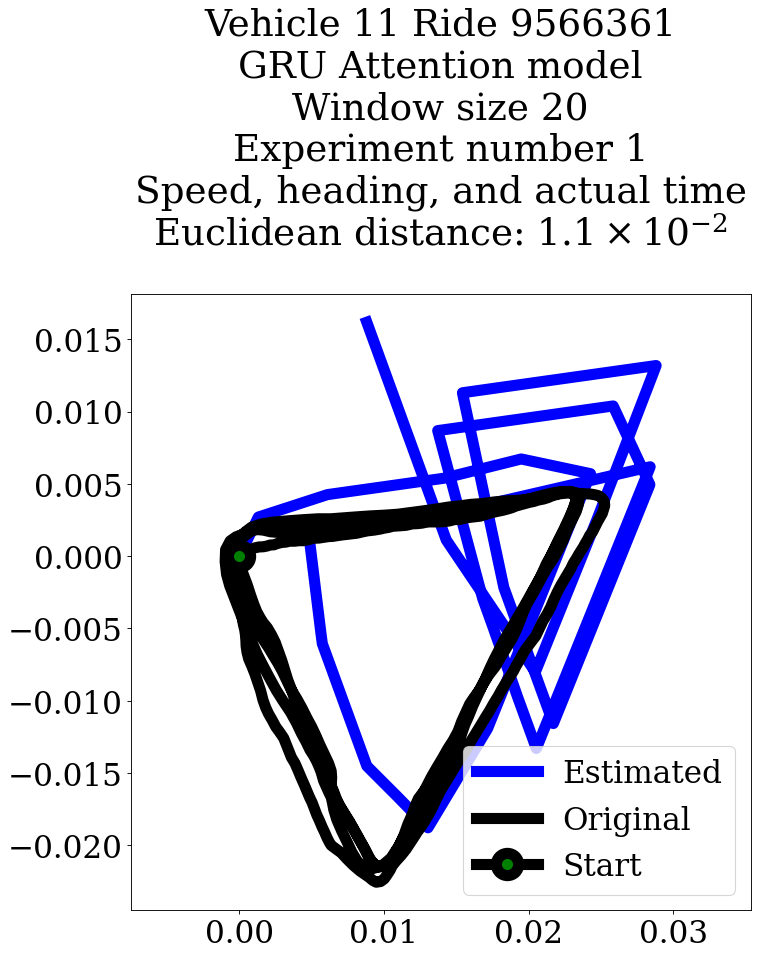 Vehicle 11 Ride 9566361
GRU Attention model
Window size 20
Experiment number 1
Speed, heading, and actual time
Euclidean distance: 1.1 × 10⁻²
0.015
0.010
0.005
0.000
−0.005
−0.010
−0.015
−0.020
Estimated
Original
Start
0.00 0.01 0.02 0.03